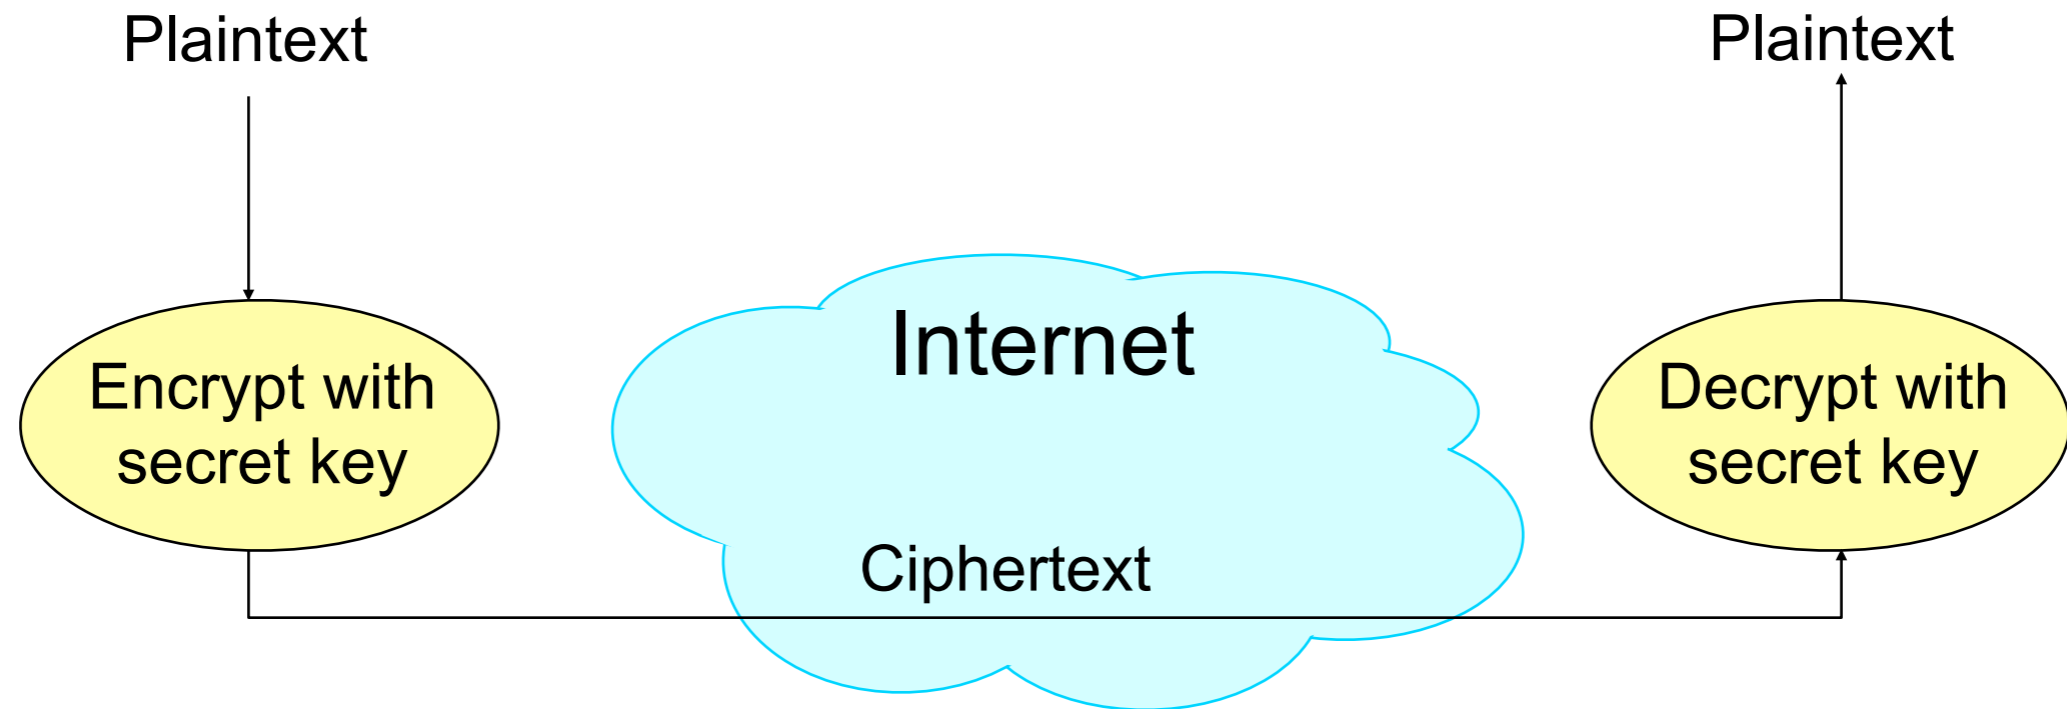 Plaintext
Plaintext
Internet
Encrypt with
secret key
Decrypt with
secret key
Ciphertext